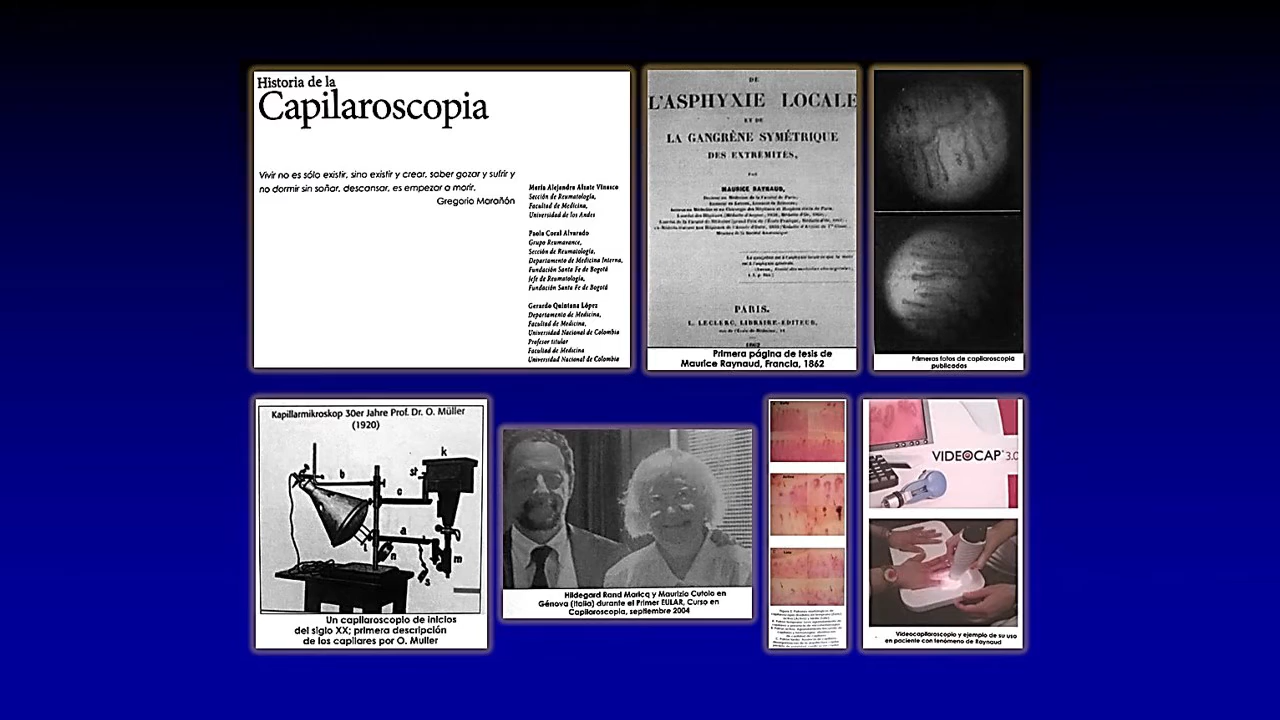 Historia de la
Capilaroscopia
Vivir no es sólo existir, sino existir y crear, saber gozar y sufrir y
no dormir sin soñar, descansar, es empezar a morir.
Gregorio Marañón
María Alejandra Alzate Vinasco
Sección de Reumatología,
Facultad de Medicina,
Universidad de los Andes
Paola Coral Alvarado
Grupo Reumavance,
Sección de Reumatología,
Departamento de Medicina Interna,
Fundación Santa Fe de Bogotá
Jefe de Reumatología,
Fundación Santa Fe de Bogotá
Gerardo Quintana López
Departamento de Medicina,
Facultad de Medicina,
Universidad Nacional de Colombia
Profesor titular
Facultad de Medicina
Universidad Nacional de Colombia
DE
L'ASPHYXIE LOCALE
ET DE
LA GANGRÈNE SYMÉTRIQUE
DES EXTREMITÉS,
PAR
MAURICE RAYNAUD,
PARIS.
L. LECLERC, LIBRAIRE-EDITEUR,
1862
Primera página de tesis de
Maurice Raynaud, Francia, 1862
Primeras fotos de capilaroscopia
publicadas
Kapillarmikroskop 30er Jahre Prof. Dr. O. Müller
(1920)
a b c k st
a n s m
Un capilaroscopio de inicios
del siglo XX; primera descripción
de los capilares por O. Muller
Hildegard Rand Maricq y Maurizio Cutolo en
Génova (Italia) durante el Primer EULAR, Curso en
Capilaroscopia, septiembre 2004
VIDEOCAP 3.0
Videocapilaroscopio y ejemplo de su uso
en paciente con fenómeno de Raynaud